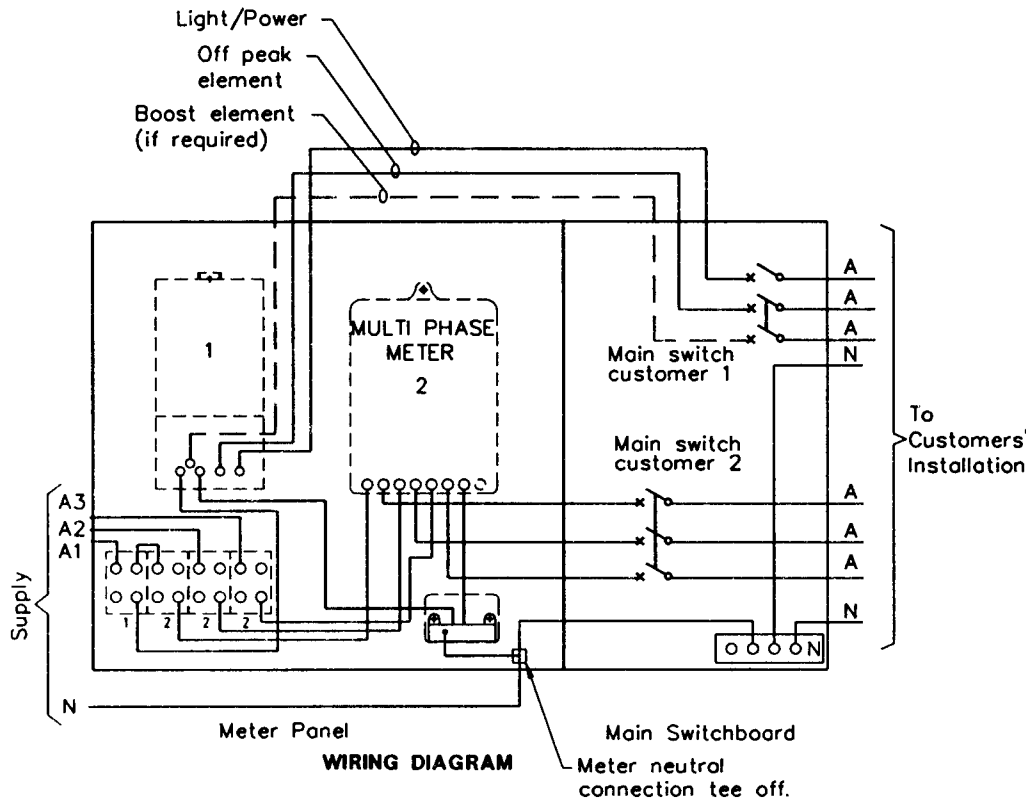 Light/Power
Off peak
element
Boost element
(if required)
1
MULTI PHASE
METER
2
A
A
A
N
Main switch
customer 1
To
Customers'
Installation
Main switch
customer 2
A
A
A
N
A3
A2
A1
Supply
1
2
2
2
N
N
Meter Panel
Main Switchboard
WIRING DIAGRAM
Meter neutral
connection tee off.